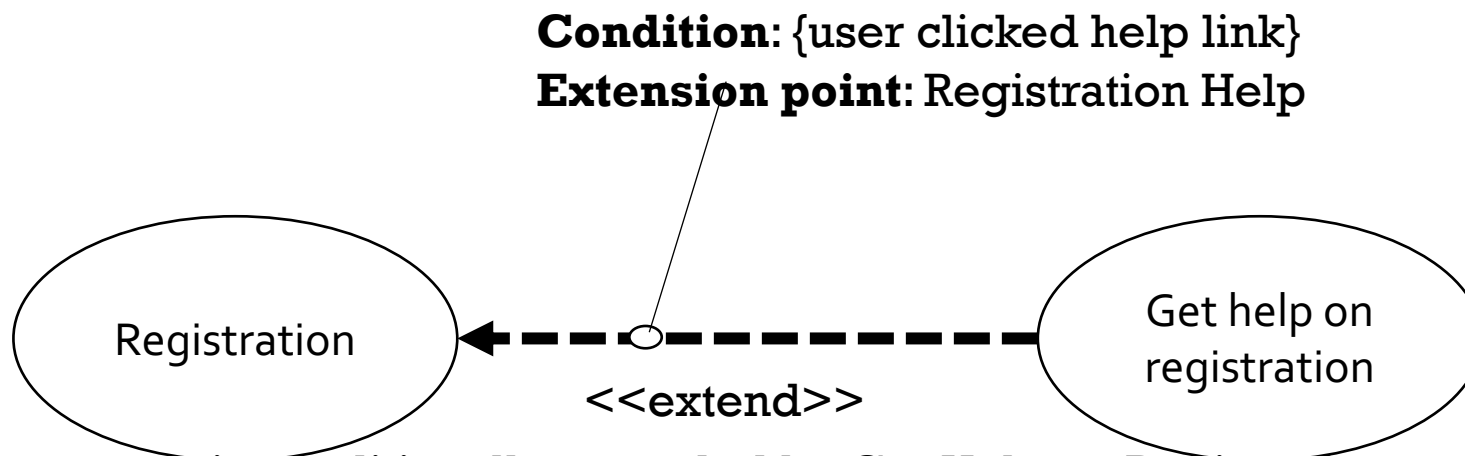 Condition: {user clicked help link}
Extension point: Registration Help
Registration
Get help on
registration
<<extend>>